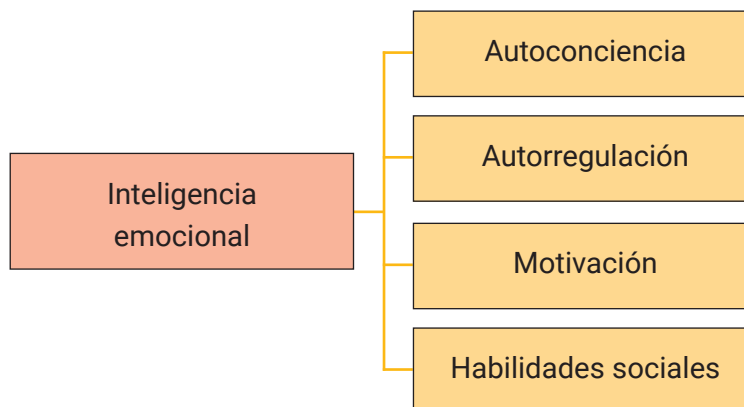 Inteligencia
emocional
Autoconciencia
Autorregulación
Motivación
Habilidades sociales